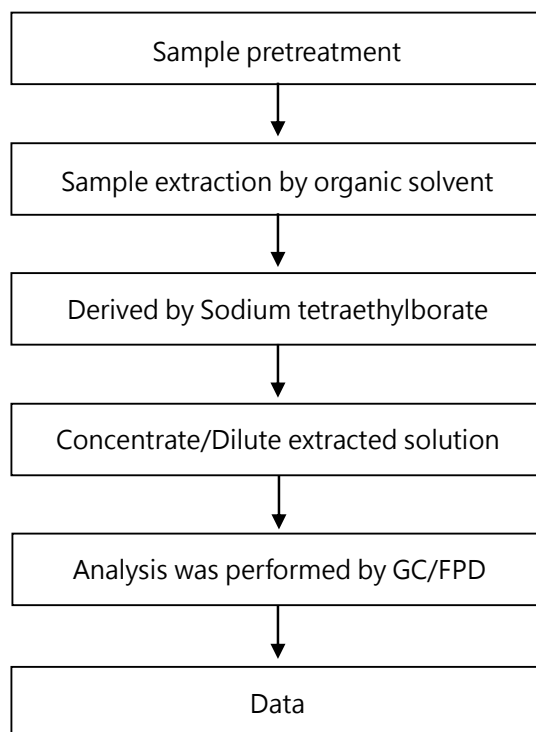 Sample pretreatment
Sample extraction by organic solvent
Derived by Sodium tetraethylborate
Concentrate/Dilute extracted solution
Analysis was performed by GC/FPD
Data